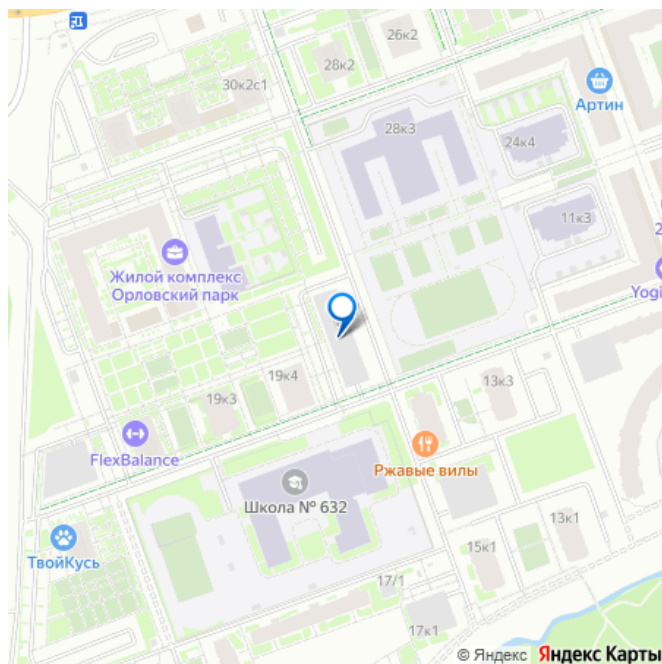 26к2
28к2
30к2с1
Артин
28к3
24к4
11к3
Жилой комплекс
Орловский парк
Yogi
19к4
13к3
19к3
FlexBalance
Ржавые вилы
Школа № 632
ТвойКусь
15к1
13к1
17/1
17к1
© Яндекс Яндекс Карты